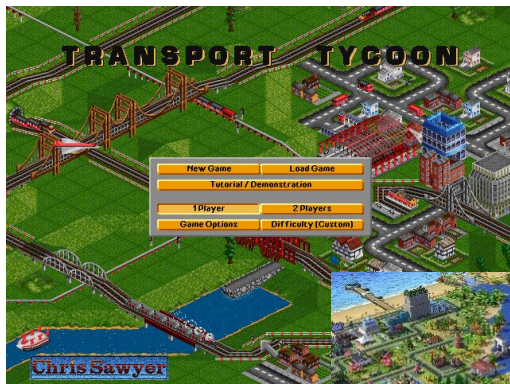 TRANSPORT TYCOON
New Game Load Game
Tutorial / Demonstration
1 Player 2 Players
Game Options Difficulty (Custom)
Chris Sawyer